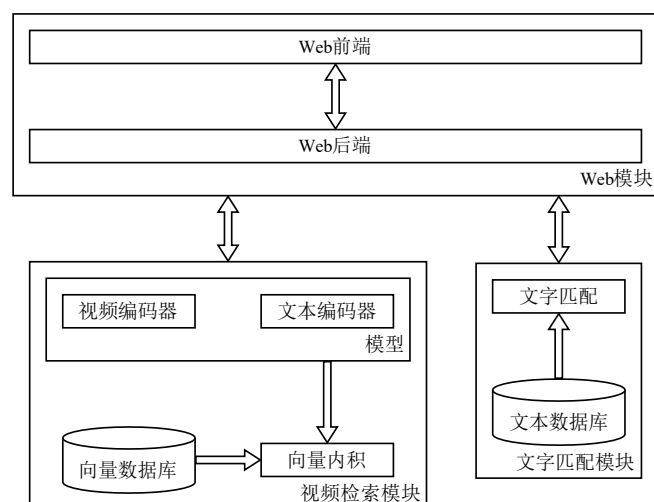 Web前端
Web后端
Web模块
视频编码器
文本编码器
模型
向量数据库
向量内积
视频检索模块
文字匹配
文本数据库
文字匹配模块